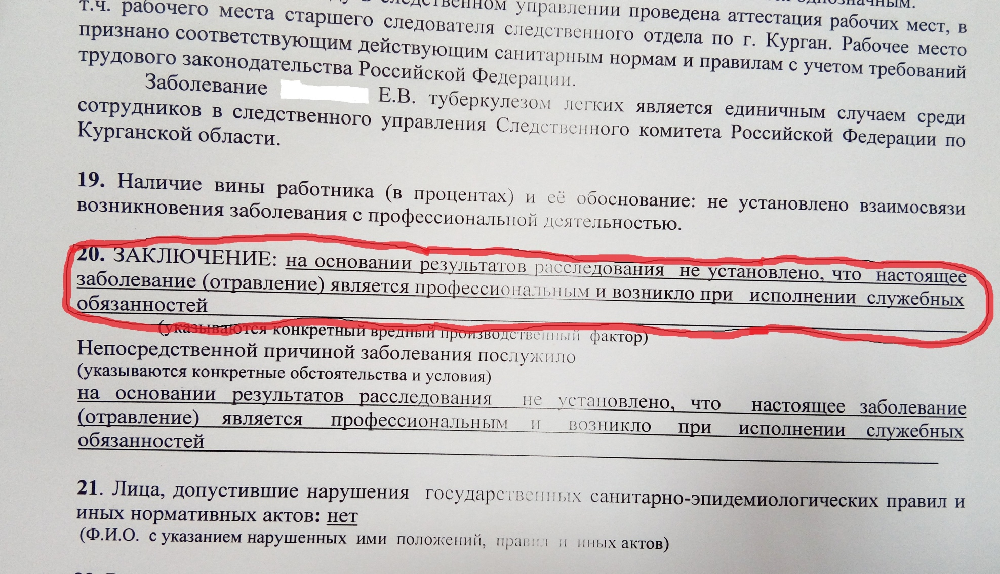 следственном управлении проведена аттестация рабочих мест, в
т.ч. рабочего места старшего следователя следственного отдела по г. Курган. Рабочее место
признано соответствующим действующим санитарным нормам и правилам с учетом требований
трудового законодательства Российской Федерации.
Заболевание Е.В. туберкулезом легких является единичным случаем среди
сотрудников в следственного управления Следственного комитета Российской Федерации по
Курганской области.
19. Наличие вины работника (в процентах) и её обоснование: не установлено взаимосвязи
возникновения заболевания с профессиональной деятельностью.
20. ЗАКЛЮЧЕНИЕ: на основании результатов расследования не установлено, что настоящее
заболевание (отравление) является профессиональным и возникло при исполнении служебных
обязанностей
(указываются конкретный вредный производственный фактор)
Непосредственной причиной заболевания послужило
(указываются конкретные обстоятельства и условия)
на основании результатов расследования не установлено, что настоящее заболевание
(отравление) является профессиональным и возникло при исполнении служебных
обязанностей
21. Лица, допустившие нарушения государственных санитарно-эпидемиологических правил и
иных нормативных актов: нет
(Ф.И.О. с указанием нарушенных ими положений, правил и иных актов)